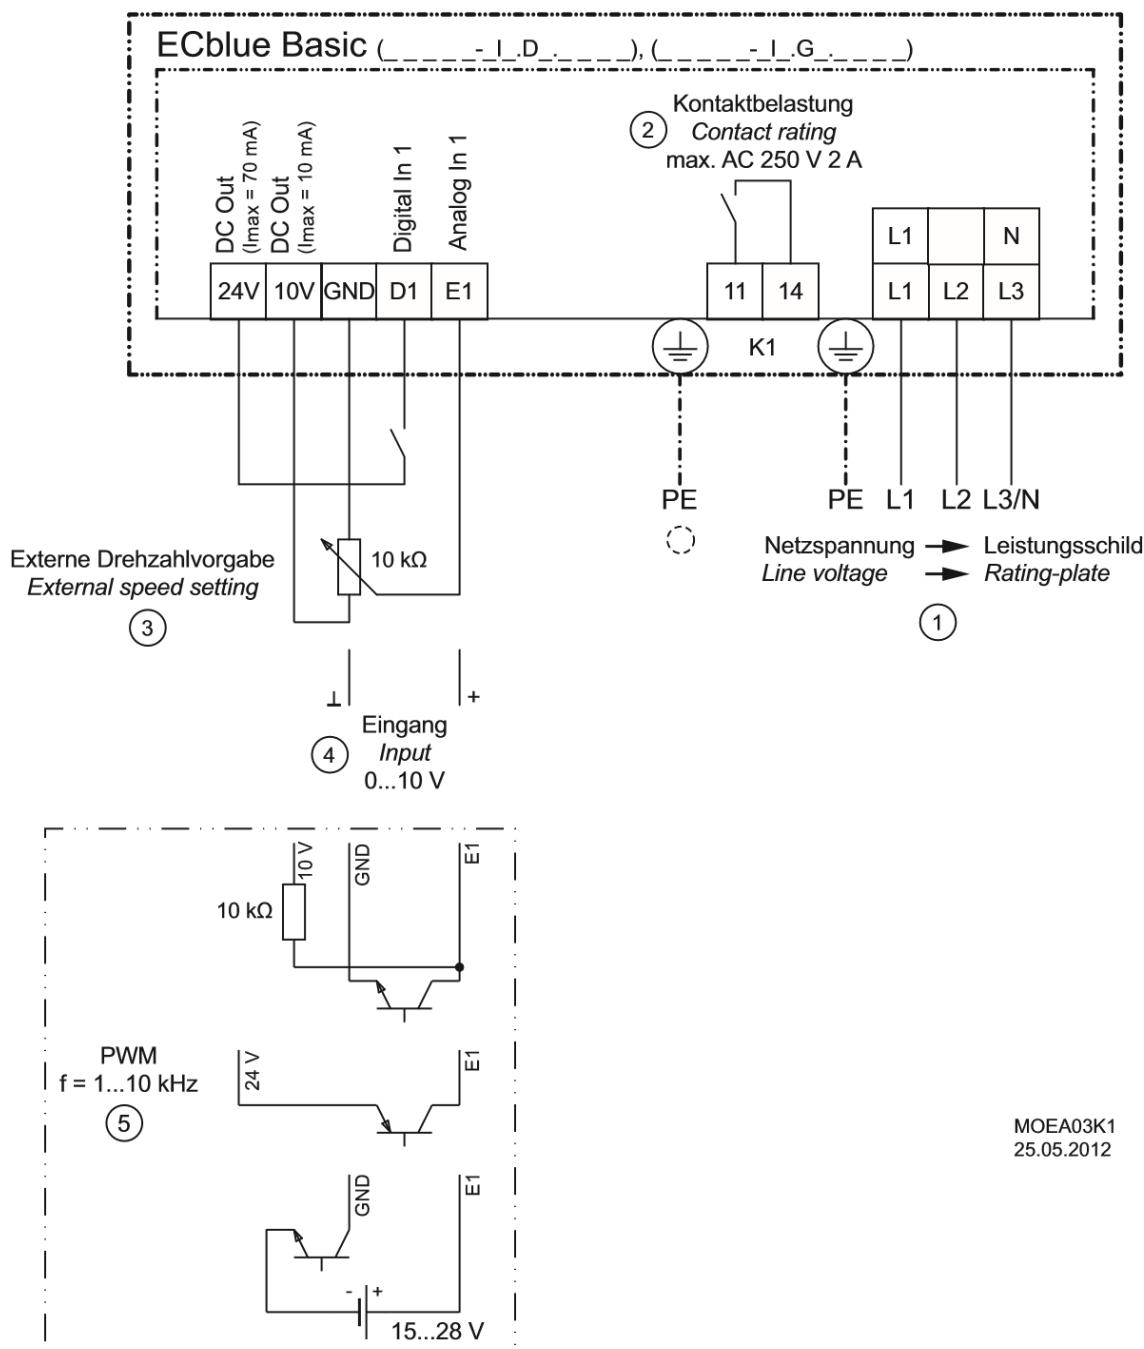 ECblue Basic (_ _ _ _ _-_I_.D_._ _ _ _), (_ _ _ _ _-_I_.G_._ _ _ _)
Kontaktbelastung
2
Contact rating
max. AC 250 V 2 A
DC Out
(Imax = 70 mA)
DC Out
(Imax = 10 mA)
Digital In 1
Analog In 1
L1 N
24V 10V GND D1 E1 11 14 L1 L2 L3
K1
PE PE L1 L2 L3/N
Externe Drehzahlvorgabe
External speed setting
3
10 kΩ
Netzspannung Leistungsschild
Line voltage Rating-plate
1
⊥ +
Eingang
4
Input
0...10 V
10 V GND E1
10 kΩ
PWM
f = 1...10 kHz
5
24 V E1
GND E1
- +
15...28 V
MOEA03K1
25.05.2012